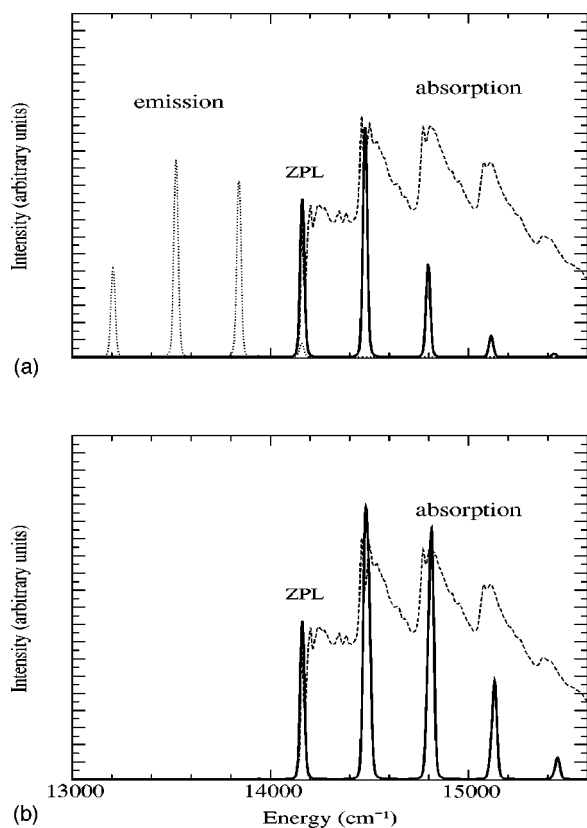 emission
absorption
ZPL
Intensity (arbitrary units)
(a)
absorption
ZPL
Intensity (arbitrary units)
13000
14000
15000
(b)
Energy (cm⁻¹)